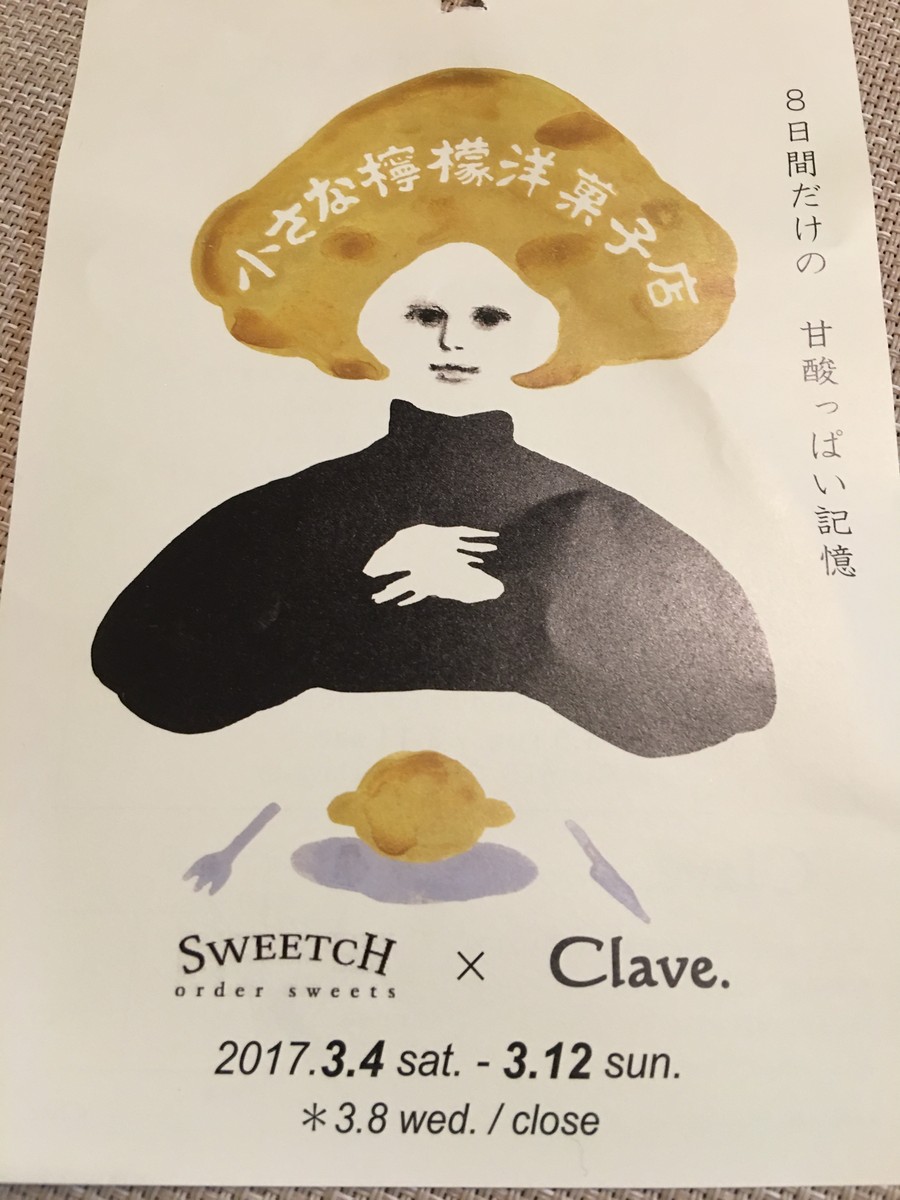 小さな檸檬洋菓子店
8日間だけの 甘酸っぱい記憶
SWEETCH × Clave.
order sweets
2017.3.4 sat. - 3.12 sun.
＊3.8 wed. / close